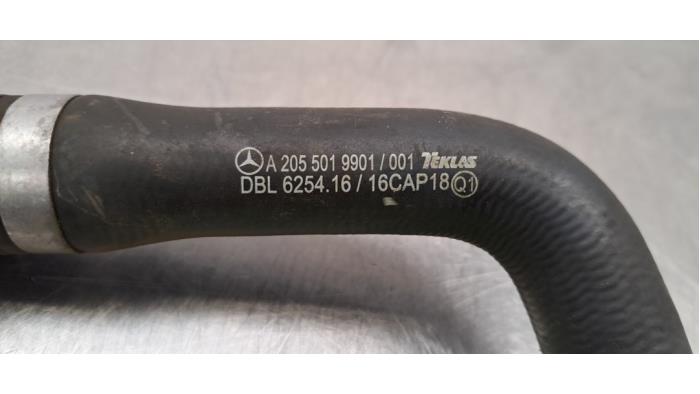 A 205 501 9901 / 001 TEKLAS
DBL 6254.16 / 16CAP18 Q1